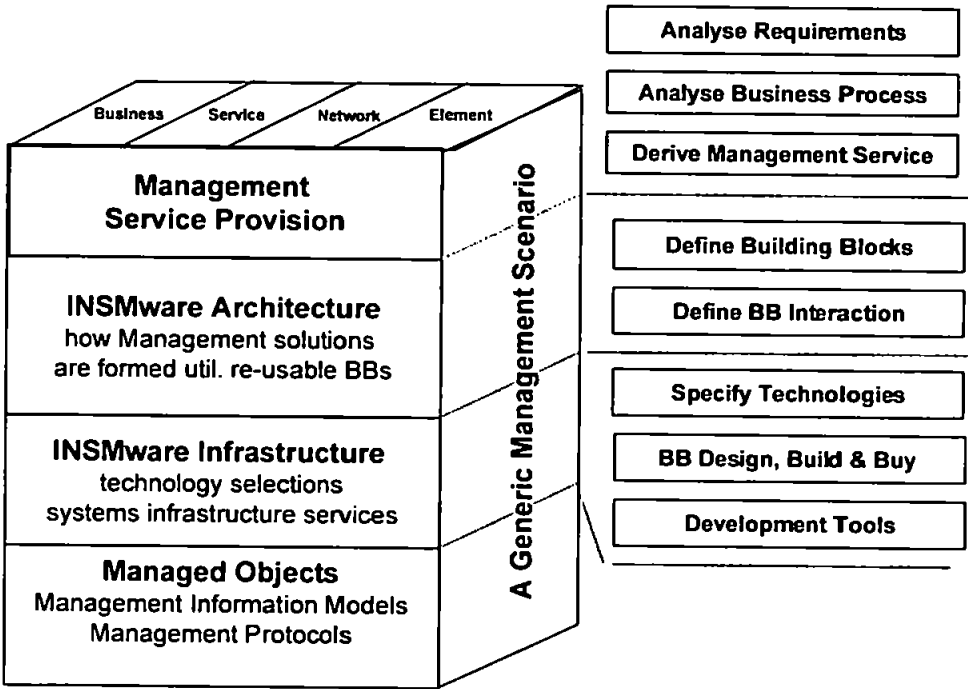 Business Service Network Element
Management
Service Provision
INSMware Architecture
how Management solutions
are formed util. re-usable BBs
INSMware Infrastructure
technology selections
systems infrastructure services
Managed Objects
Management Information Models
Management Protocols
A Generic Management Scenario
Analyse Requirements
Analyse Business Process
Derive Management Service
Define Building Blocks
Define BB Interaction
Specify Technologies
BB Design, Build & Buy
Development Tools